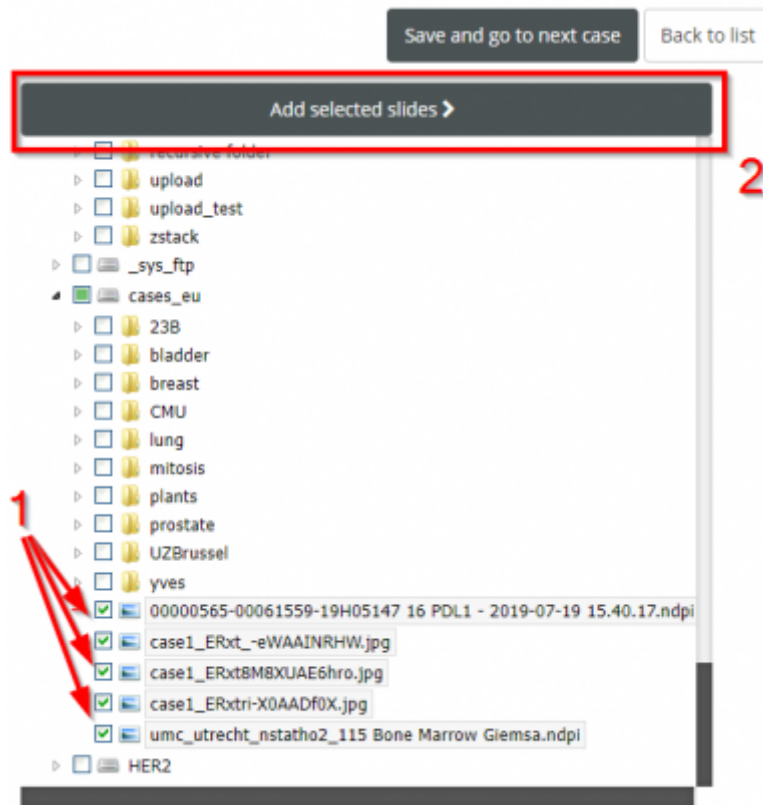 Save and go to next case
Back to list
Add selected slides
2
recursive folder
upload
upload_test
zstack
_sys_ftp
cases_eu
23B
bladder
breast
CMU
lung
mitosis
plants
1
prostate
UZBrussel
yves
00000565-00061559-19H05147 16 PDL1 - 2019-07-19 15.40.17.ndpi
case1_ERxt_-eWAAINRHW.jpg
case1_ERxt8M8XUAE6hro.jpg
case1_ERxtri-X0AADf0X.jpg
umc_utrecht_nstatho2_115 Bone Marrow Giemsa.ndpi
HER2